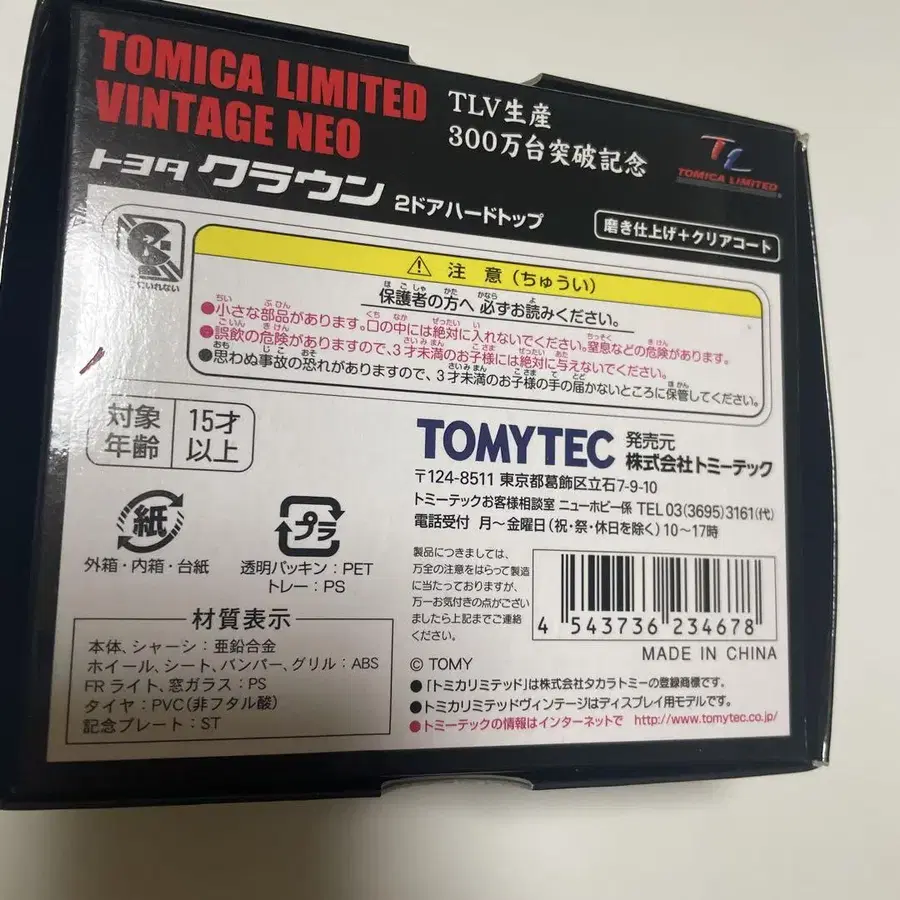 TOMICA LIMITED
VINTAGE NEO
TLV生産
300万台突破記念
TL
TOMICA LIMITED
トヨタ クラウン 2ドアハードトップ
磨き仕上げ+クリアコート
注意(ちゅうい)
保護者の方へ 必ずお読みください。
●小さな部品があります。口の中には絶対に入れないでください。窒息などの危険があります。
●誤飲の危険がありますので、3才未満のお子様には絶対に与えないでください。
●思わぬ事故の恐れがありますので、3才未満のお子様の手の届かないところに保管してください。
対象年齢 15才以上
TOMYTEC 発売元 株式会社トミーテック
〒124-8511 東京都葛飾区立石7-9-10
トミーテックお客様相談室 ニューホビー係 TEL 03(3695)3161(代)
電話受付 月~金曜日(祝・祭・休日を除く)10~17時
紙
外箱・内箱・台紙
プラ
透明パッキン:PET
トレー:PS
製品につきましては、
万全の注意をはらって製造
に当たっておりますが、
万一お気付きの点がござい
ましたら上記までご連絡
ください。
4 543736 234678
MADE IN CHINA
材質表示
本体、シャーシ:亜鉛合金
ホイール、シート、バンパー、グリル:ABS
FRライト、窓ガラス:PS
タイヤ:PVC(非フタル酸)
記念プレート:ST
© TOMY
●「トミカリミテッド」は株式会社タカラトミーの登録商標です。
●トミカリミテッドヴィンテージはディスプレイ用モデルです。
●トミーテックの情報はインターネットで http://www.tomytec.co.jp/